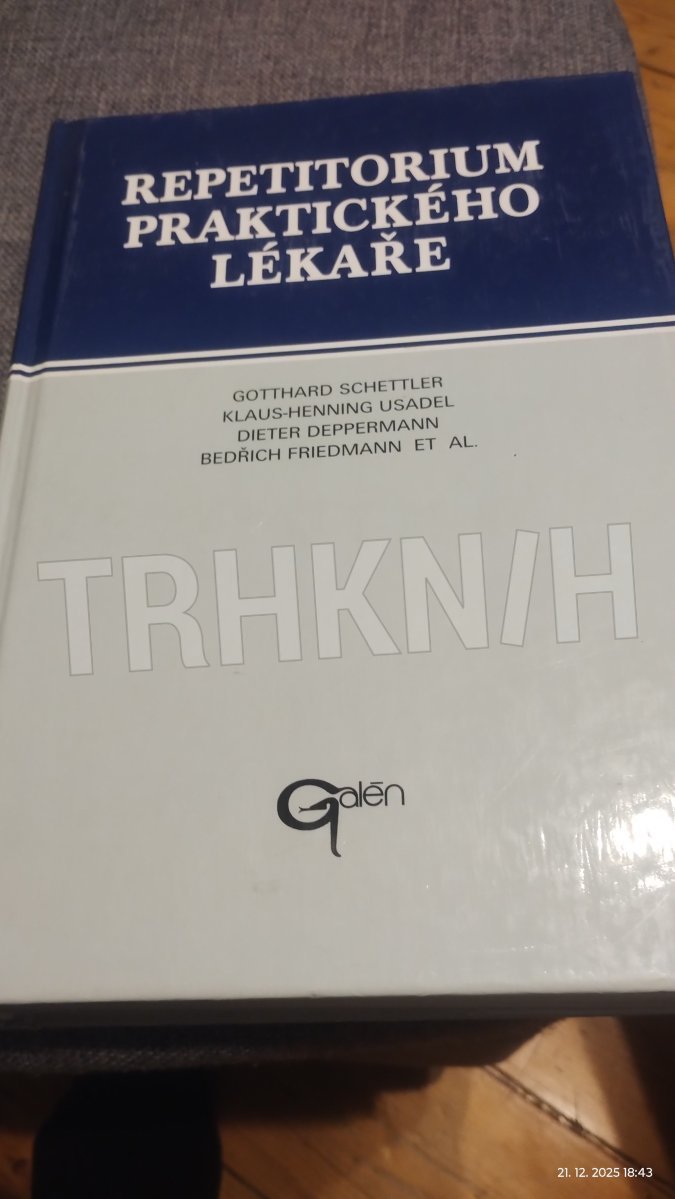 REPETITORIUM
PRAKTICKÉHO
LÉKAŘE
GOTTHARD SCHETTLER
KLAUS-HENNING USADEL
DIETER DEPPERMANN
BEDŘICH FRIEDMANN ET AL.
TRHKN/H
Galén
21. 12. 2025 18:43